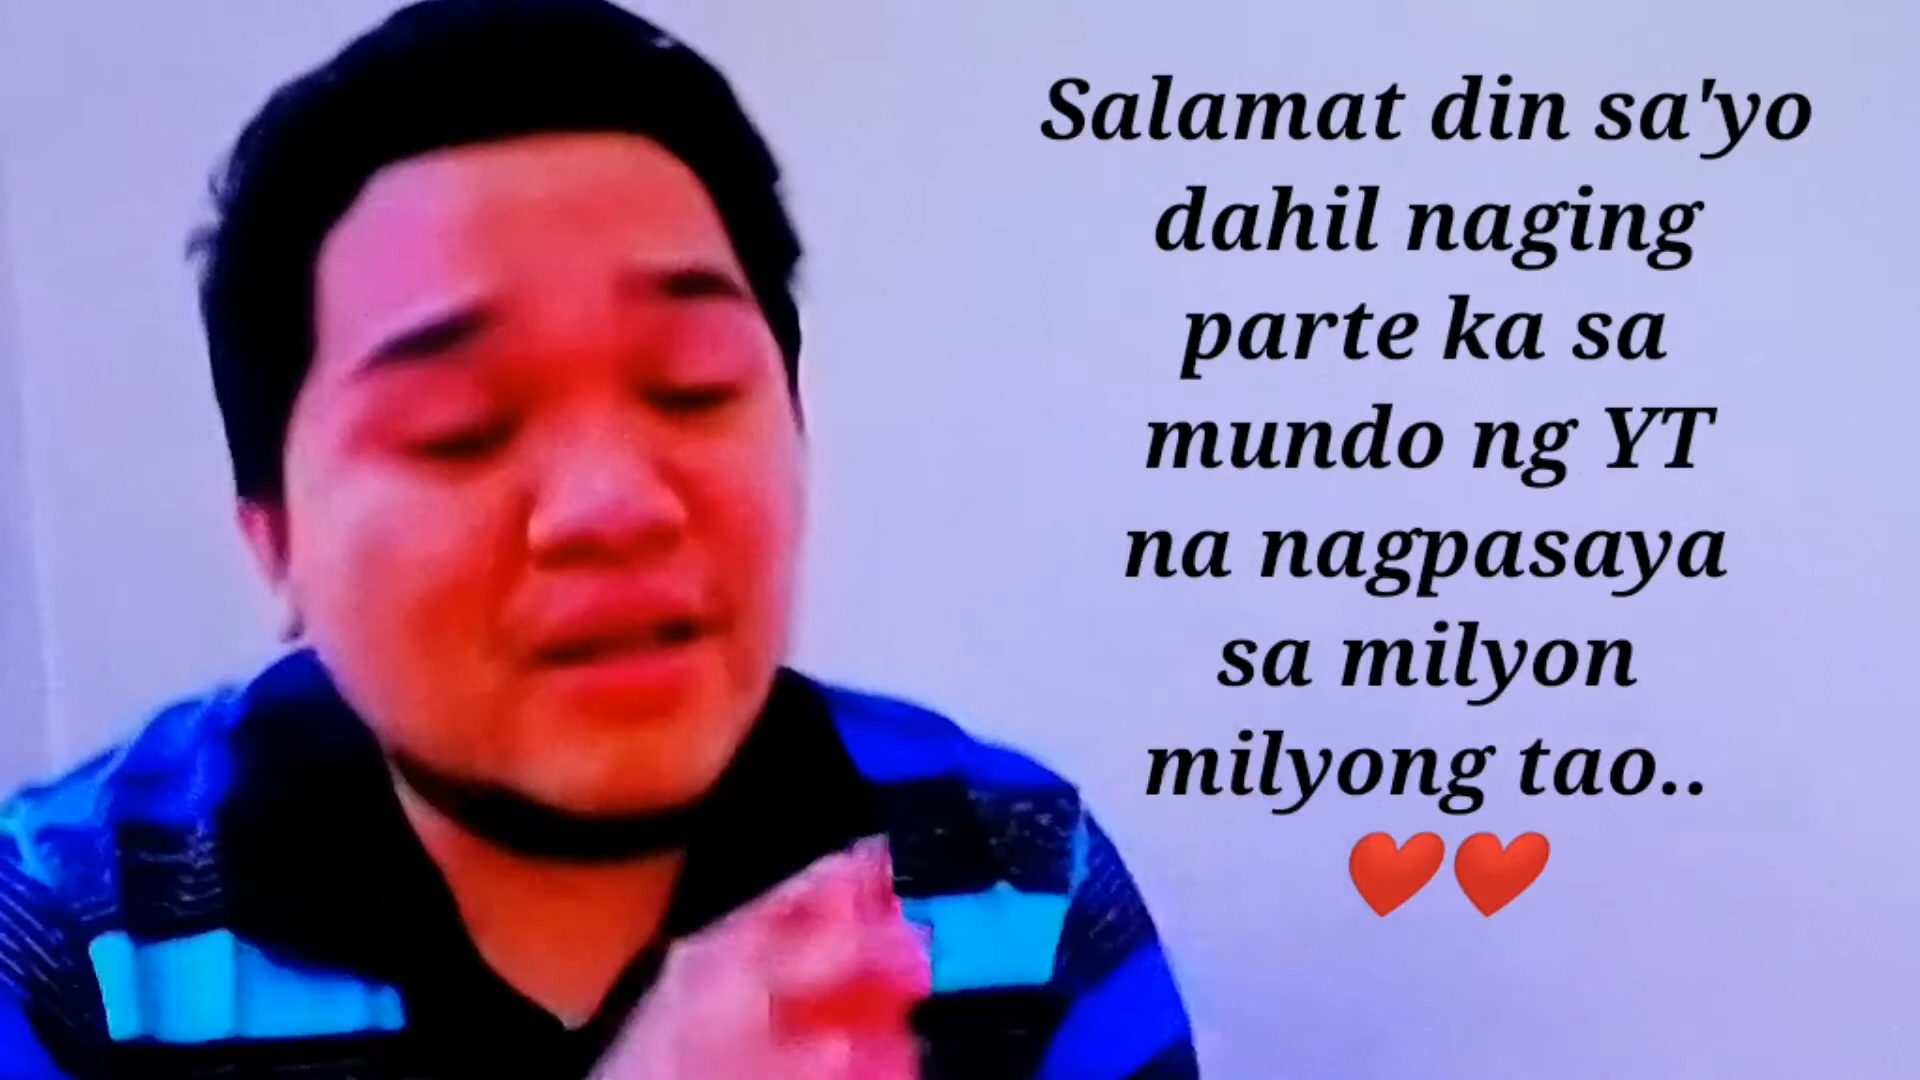 Salamat din sa'yo
dahil naging
parte ka sa
mundo ng YT
na nagpasaya
sa milyon
milyong tao..
❤️❤️